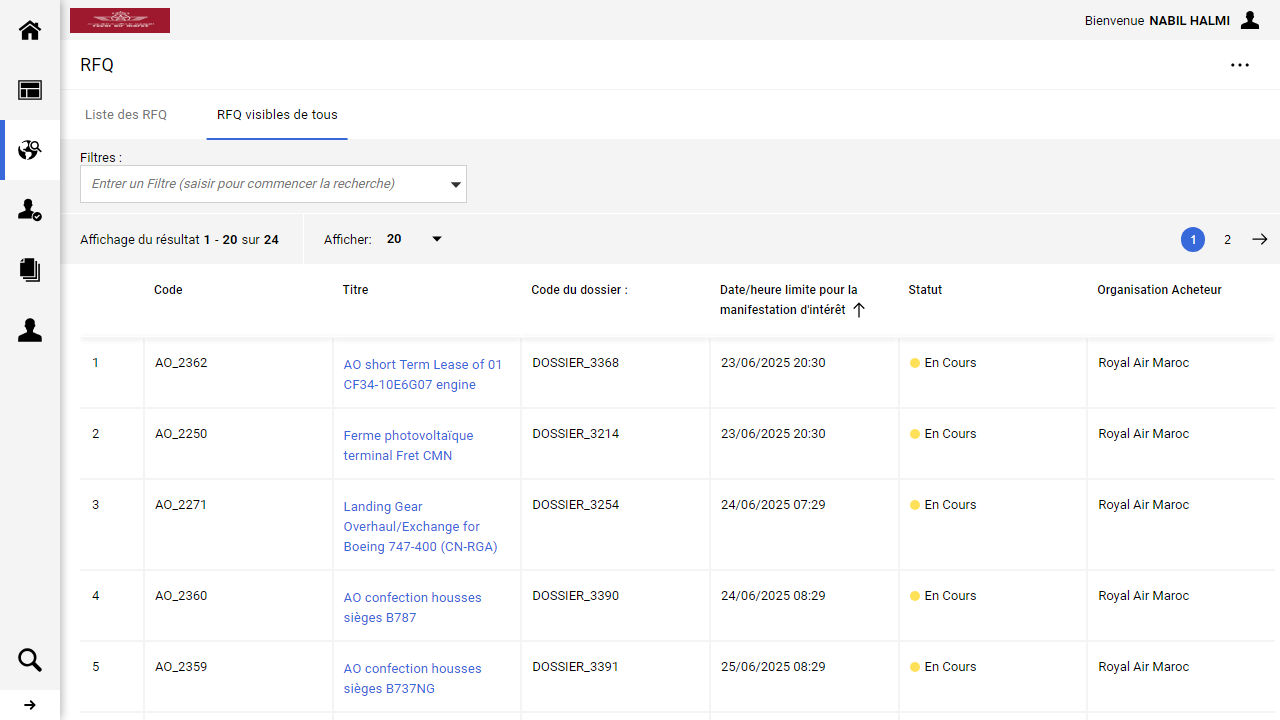 Bienvenue NABIL HALMI
RFQ
Liste des RFQ
RFQ visibles de tous
Filtres :
Entrer un Filtre (saisir pour commencer la recherche)
Affichage du résultat 1 - 20 sur 24
Afficher: 20
1 2
Code
Titre
Code du dossier :
Date/heure limite pour la
manifestation d'intérêt
Statut
Organisation Acheteur
1
AO_2362
AO short Term Lease of 01
CF34-10E6G07 engine
DOSSIER_3368
23/06/2025 20:30
En Cours
Royal Air Maroc
2
AO_2250
Ferme photovoltaïque
terminal Fret CMN
DOSSIER_3214
23/06/2025 20:30
En Cours
Royal Air Maroc
3
AO_2271
Landing Gear
Overhaul/Exchange for
Boeing 747-400 (CN-RGA)
DOSSIER_3254
24/06/2025 07:29
En Cours
Royal Air Maroc
4
AO_2360
AO confection housses
sièges B787
DOSSIER_3390
24/06/2025 08:29
En Cours
Royal Air Maroc
5
AO_2359
AO confection housses
sièges B737NG
DOSSIER_3391
25/06/2025 08:29
En Cours
Royal Air Maroc